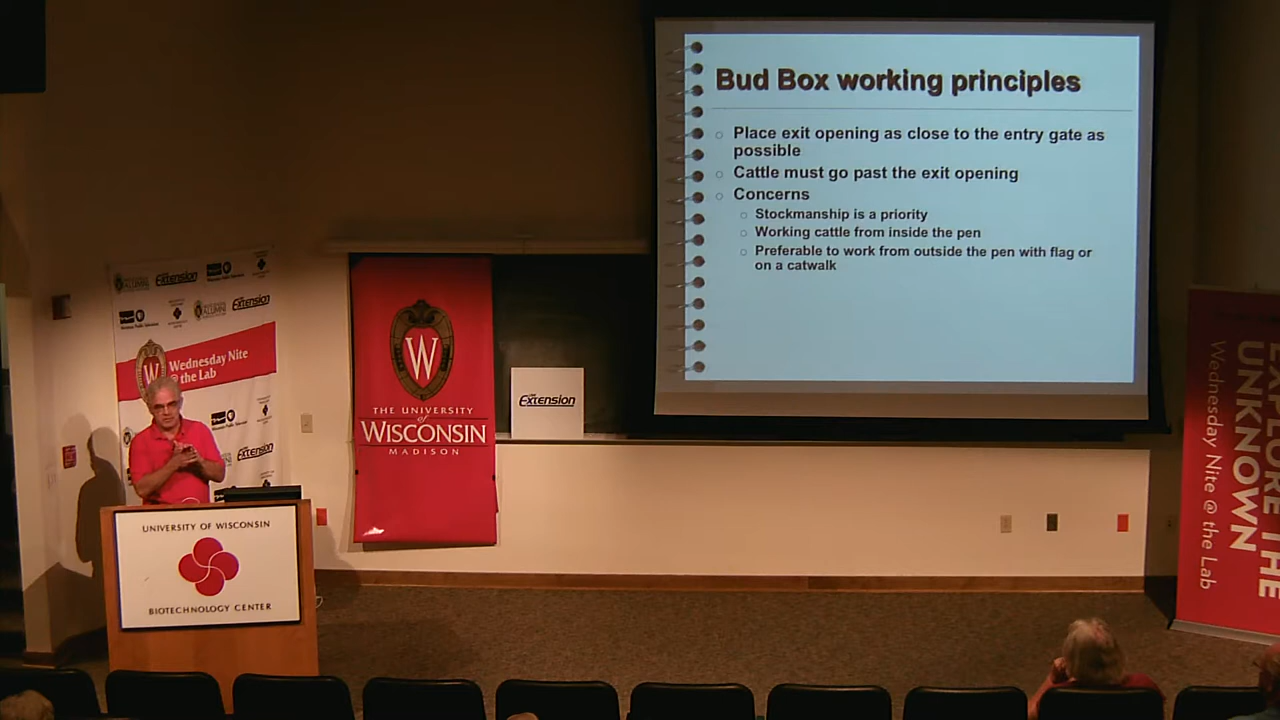 Bud Box working principles
Place exit opening as close to the entry gate as
possible
Cattle must go past the exit opening
Concerns
Stockmanship is a priority
Working cattle from inside the pen
Preferable to work from outside the pen with flag or
on a catwalk
Extension
ALUMNI
Extension
Wednesday Nite
@ the Lab
W
Extension
W
THE UNIVERSITY
of
WISCONSIN
MADISON
Extension
UNIVERSITY OF WISCONSIN
BIOTECHNOLOGY CENTER
EXPLORE THE
UNKNOWN
Wednesday Nite @ the Lab